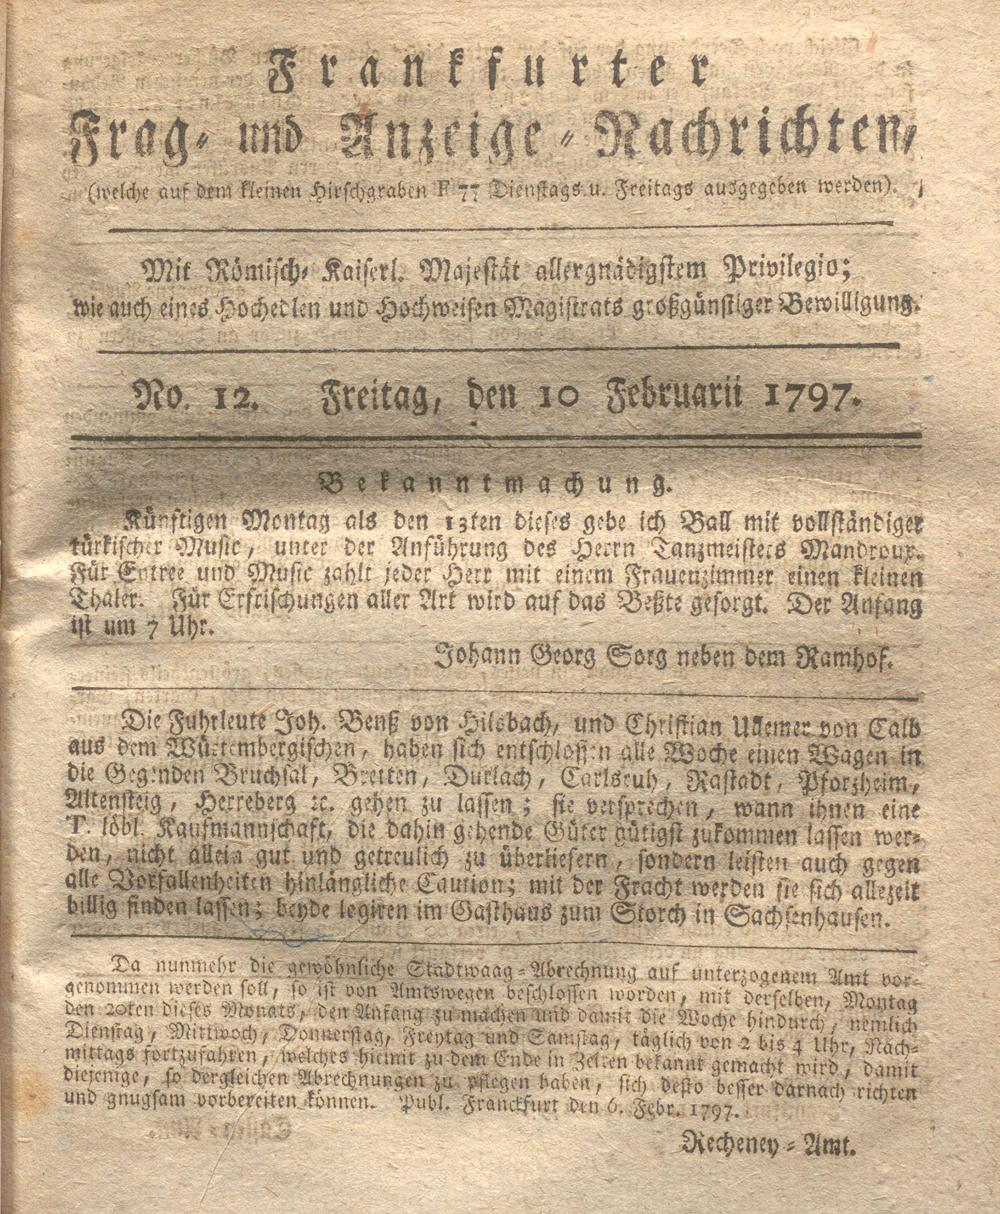 Frankfurter
Frag- und Anzeige-Nachrichten,
(welche auf dem kleinen Hirschgraben F 77 Dienstags u. Freitags ausgegeben werden).
Mit Römisch-Kaiserl. Majestät allergnädigstem Privilegio;
wie auch eines Hochedlen und Hochweisen Magistrats großgünstiger Bewilligung.
No. 12. Freitag, den 10 Februarii 1797.
Bekanntmachung.
Künftigen Montag als den 13ten dieses gebe ich Ball mit vollständiger
türkischer Music, unter der Anführung des Herrn Tanzmeisters Mandroux.
Für Entree und Music zahlt jeder Herr mit einem Frauenzimmer einen kleinen
Thaler. Für Erfrischungen aller Art wird auf das Beßte gesorgt. Der Anfang
ist um 7 Uhr.
Johann Georg Sorg neben dem Ramhof.
Die Fuhrleute Joh. Benß von Hilsbach, und Christian Ullemer von Calb
aus dem Würtembergischen, haben sich entschlossen alle Woche einen Wagen in
die Gegenden Bruchsal, Bretten, Durlach, Carlsruh, Rastadt, Pforzheim,
Altensteig, Herreberg ꝛc. gehen zu lassen; sie versprechen, wann ihnen eine
T. löbl. Kaufmannschaft, die dahin gehende Güter gütigst zukommen lassen wer-
den, nicht allein gut und getreulich zu überliefern, sondern leisten auch gegen
alle Vorfallenheiten hinlängliche Caution; mit der Fracht werden sie sich allezeit
billig finden lassen; beyde legiren im Gasthaus zum Storch in Sachsenhausen.
Da nunmehr die gewöhnliche Stadtwaag-Abrechnung auf unterzogenem Amt vor-
genommen werden soll, so ist von Amtswegen beschlossen worden, mit derselben, Montag
den 20ten dieses Monats, den Anfang zu machen und damit die Woche hindurch, nemlich
Dienstag, Mittwoch, Donnerstag, Freytag und Samstag, täglich von 2 bis 4 Uhr, Nach-
mittags fortzufahren, welches hiemit zu dem Ende in Zeiten bekannt gemacht wird, damit
diejenige, so dergleichen Abrechnungen zu pflegen haben, sich desto besser darnach richten
und gnugsam vorbereiten können. Publ. Franckfurt den 6. Febr. 1797.
Recheney-Amt.